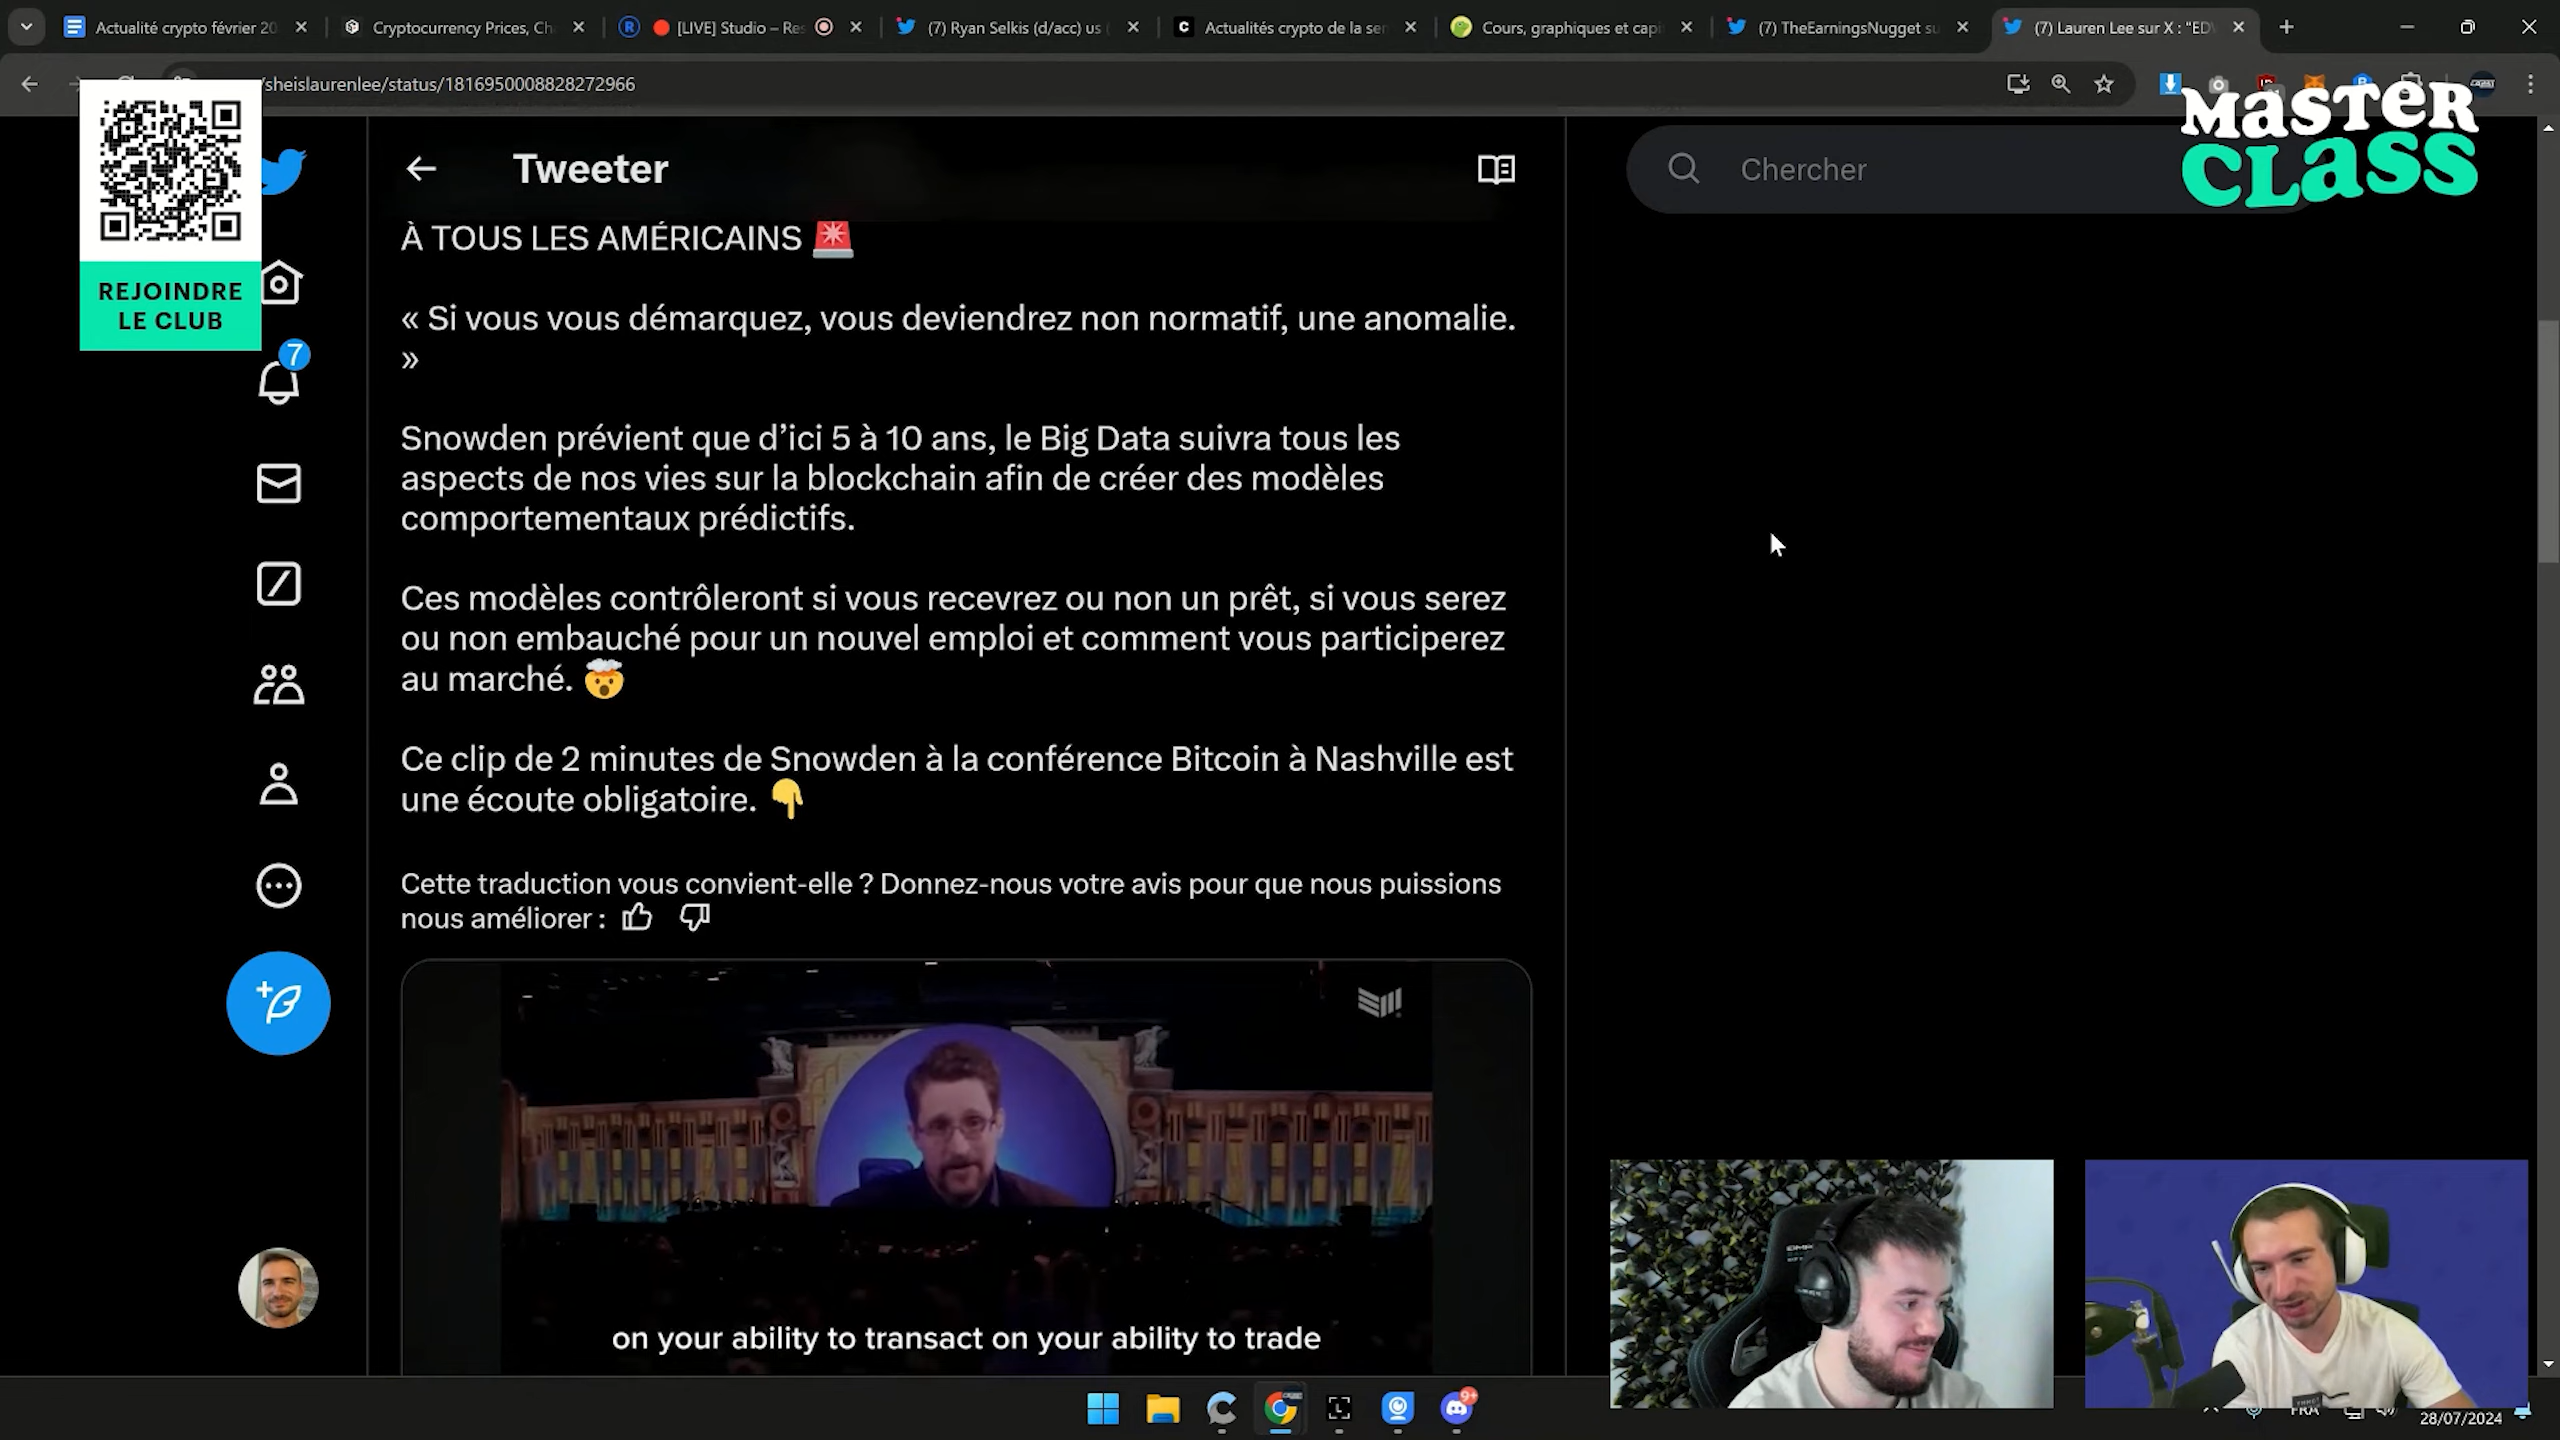 Actualité crypto février 20
Cryptocurrency Prices, Ch
[LIVE] Studio – Res
(7) Ryan Selkis (d/acc) us
Actualités crypto de la ser
Cours, graphiques et capi
(7) TheEarningsNugget su
(7) Lauren Lee sur X : "ED
/sheislaurenlee/status/1816950008828272966
MASTER
CLASS
REJOINDRE
LE CLUB
7
Tweeter
Chercher
À TOUS LES AMÉRICAINS 🚨
« Si vous vous démarquez, vous deviendrez non normatif, une anomalie.
»
Snowden prévient que d’ici 5 à 10 ans, le Big Data suivra tous les
aspects de nos vies sur la blockchain afin de créer des modèles
comportementaux prédictifs.
Ces modèles contrôleront si vous recevrez ou non un prêt, si vous serez
ou non embauché pour un nouvel emploi et comment vous participerez
au marché. 🤯
Ce clip de 2 minutes de Snowden à la conférence Bitcoin à Nashville est
une écoute obligatoire. 👇
Cette traduction vous convient-elle ? Donnez-nous votre avis pour que nous puissions
nous améliorer :
on your ability to transact on your ability to trade
9+
FRA
28/07/2024